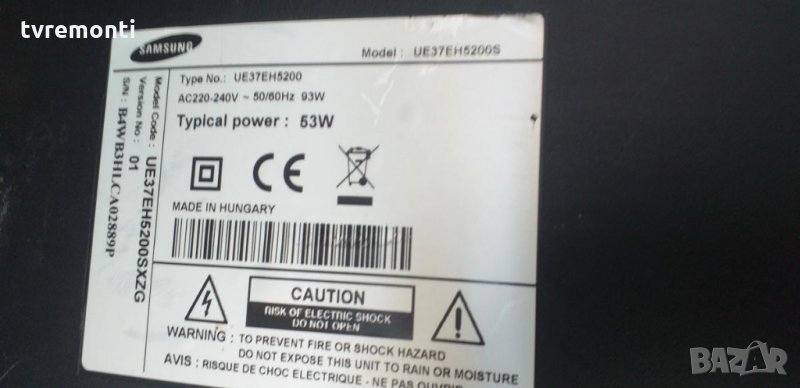 tvremonti
SAMSUNG
Model : UE37EH5200S
Type No.: UE37EH5200
AC220-240V ~ 50/60Hz 93W
Typical power : 53W
CE
MADE IN HUNGARY
Model Code : UE37EH5200SXZG
Version No : 01
S/N : B4WB3HLCA02889P
CAUTION
RISK OF ELECTRIC SHOCK
DO NOT OPEN
WARNING : TO PREVENT FIRE OR SHOCK HAZARD
DO NOT EXPOSE THIS UNIT TO RAIN OR MOISTURE
AVIS : RISQUE DE CHOC ELECTRIQUE - NE PAS OUVRIR
BAZAR